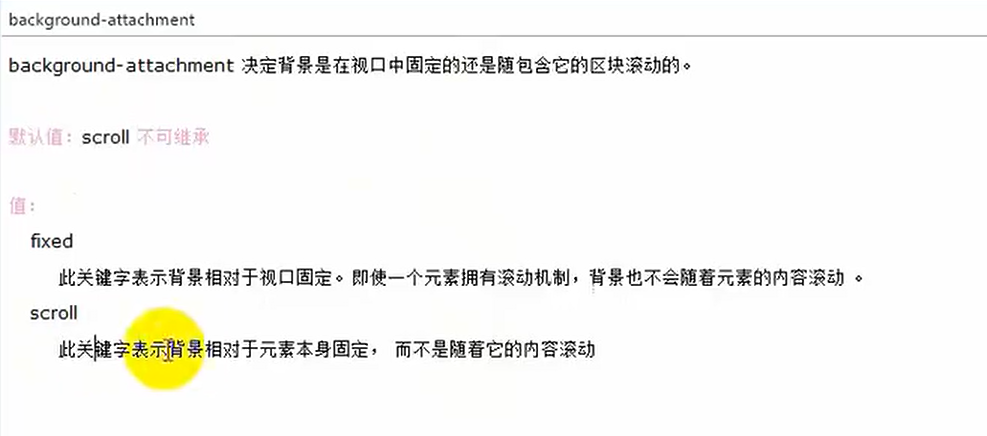 background-attachment
background-attachment 决定背景是在视口中固定的还是随包含它的区块滚动的。
默认值：scroll 不可继承
值：
fixed
此关键字表示背景相对于视口固定。即使一个元素拥有滚动机制，背景也不会随着元素的内容滚动 。
scroll
此关键字表示背景相对于元素本身固定， 而不是随着它的内容滚动